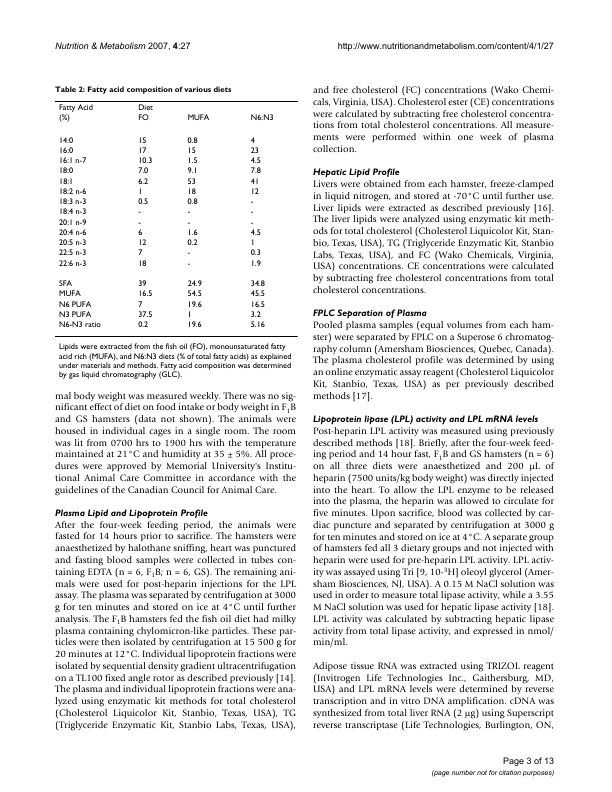 Nutrition & Metabolism 2007, 4:27
http://www.nutritionandmetabolism.com/content/4/1/27
Table 2: Fatty acid composition of various diets
Fatty Acid Diet
(%) FO MUFA N6:N3
14:0 15 0.8 4
16:0 17 15 23
16:1 n-7 10.3 1.5 4.5
18:0 7.0 9.1 7.8
18:1 6.2 53 41
18:2 n-6 1 18 12
18:3 n-3 0.5 0.8 -
18:4 n-3 - - -
20:1 n-9 - - -
20:4 n-6 6 1.6 4.5
20:5 n-3 12 0.2 1
22:5 n-3 7 - 0.3
22:6 n-3 18 - 1.9
SFA 39 24.9 34.8
MUFA 16.5 54.5 45.5
N6 PUFA 7 19.6 16.5
N3 PUFA 37.5 1 3.2
N6-N3 ratio 0.2 19.6 5.16
Lipids were extracted from the fish oil (FO), monounsaturated fatty
acid rich (MUFA), and N6:N3 diets (% of total fatty acids) as explained
under materials and methods. Fatty acid composition was determined
by gas liquid chromatography (GLC).
mal body weight was measured weekly. There was no sig-
nificant effect of diet on food intake or body weight in F1B
and GS hamsters (data not shown). The animals were
housed in individual cages in a single room. The room
was lit from 0700 hrs to 1900 hrs with the temperature
maintained at 21°C and humidity at 35 ± 5%. All proce-
dures were approved by Memorial University's Institu-
tional Animal Care Committee in accordance with the
guidelines of the Canadian Council for Animal Care.
Plasma Lipid and Lipoprotein Profile
After the four-week feeding period, the animals were
fasted for 14 hours prior to sacrifice. The hamsters were
anaesthetized by halothane sniffing, heart was punctured
and fasting blood samples were collected in tubes con-
taining EDTA (n = 6, F1B; n = 6, GS). The remaining ani-
mals were used for post-heparin injections for the LPL
assay. The plasma was separated by centrifugation at 3000
g for ten minutes and stored on ice at 4°C until further
analysis. The F1B hamsters fed the fish oil diet had milky
plasma containing chylomicron-like particles. These par-
ticles were then isolated by centrifugation at 15 500 g for
20 minutes at 12°C. Individual lipoprotein fractions were
isolated by sequential density gradient ultracentrifugation
on a TL100 fixed angle rotor as described previously [14].
The plasma and individual lipoprotein fractions were ana-
lyzed using enzymatic kit methods for total cholesterol
(Cholesterol Liquicolor Kit, Stanbio, Texas, USA), TG
(Triglyceride Enzymatic Kit, Stanbio Labs, Texas, USA),
and free cholesterol (FC) concentrations (Wako Chemi-
cals, Virginia, USA). Cholesterol ester (CE) concentrations
were calculated by subtracting free cholesterol concentra-
tions from total cholesterol concentrations. All measure-
ments were performed within one week of plasma
collection.
Hepatic Lipid Profile
Livers were obtained from each hamster, freeze-clamped
in liquid nitrogen, and stored at -70°C until further use.
Liver lipids were extracted as described previously [16].
The liver lipids were analyzed using enzymatic kit meth-
ods for total cholesterol (Cholesterol Liquicolor Kit, Stan-
bio, Texas, USA), TG (Triglyceride Enzymatic Kit, Stanbio
Labs, Texas, USA), and FC (Wako Chemicals, Virginia,
USA) concentrations. CE concentrations were calculated
by subtracting free cholesterol concentrations from total
cholesterol concentrations.
FPLC Separation of Plasma
Pooled plasma samples (equal volumes from each ham-
ster) were separated by FPLC on a Superose 6 chromatog-
raphy column (Amersham Biosciences, Quebec, Canada).
The plasma cholesterol profile was determined by using
an online enzymatic assay reagent (Cholesterol Liquicolor
Kit, Stanbio, Texas, USA) as per previously described
methods [17].
Lipoprotein lipase (LPL) activity and LPL mRNA levels
Post-heparin LPL activity was measured using previously
described methods [18]. Briefly, after the four-week feed-
ing period and 14 hour fast, F1B and GS hamsters (n = 6)
on all three diets were anaesthetized and 200 μL of
heparin (7500 units/kg body weight) was directly injected
into the heart. To allow the LPL enzyme to be released
into the plasma, the heparin was allowed to circulate for
five minutes. Upon sacrifice, blood was collected by car-
diac puncture and separated by centrifugation at 3000 g
for ten minutes and stored on ice at 4°C. A separate group
of hamsters fed all 3 dietary groups and not injected with
heparin were used for pre-heparin LPL activity. LPL activ-
ity was assayed using Tri [9, 10-3H] oleoyl glycerol (Amer-
sham Biosciences, NJ, USA). A 0.15 M NaCl solution was
used in order to measure total lipase activity, while a 3.55
M NaCl solution was used for hepatic lipase activity [18].
LPL activity was calculated by subtracting hepatic lipase
activity from total lipase activity, and expressed in nmol/
min/ml.
Adipose tissue RNA was extracted using TRIZOL reagent
(Invitrogen Life Technologies Inc., Gaithersburg, MD,
USA) and LPL mRNA levels were determined by reverse
transcription and in vitro DNA amplification. cDNA was
synthesized from total liver RNA (2 μg) using Superscript
reverse transcriptase (Life Technologies, Burlington, ON,
Page 3 of 13
(page number not for citation purposes)